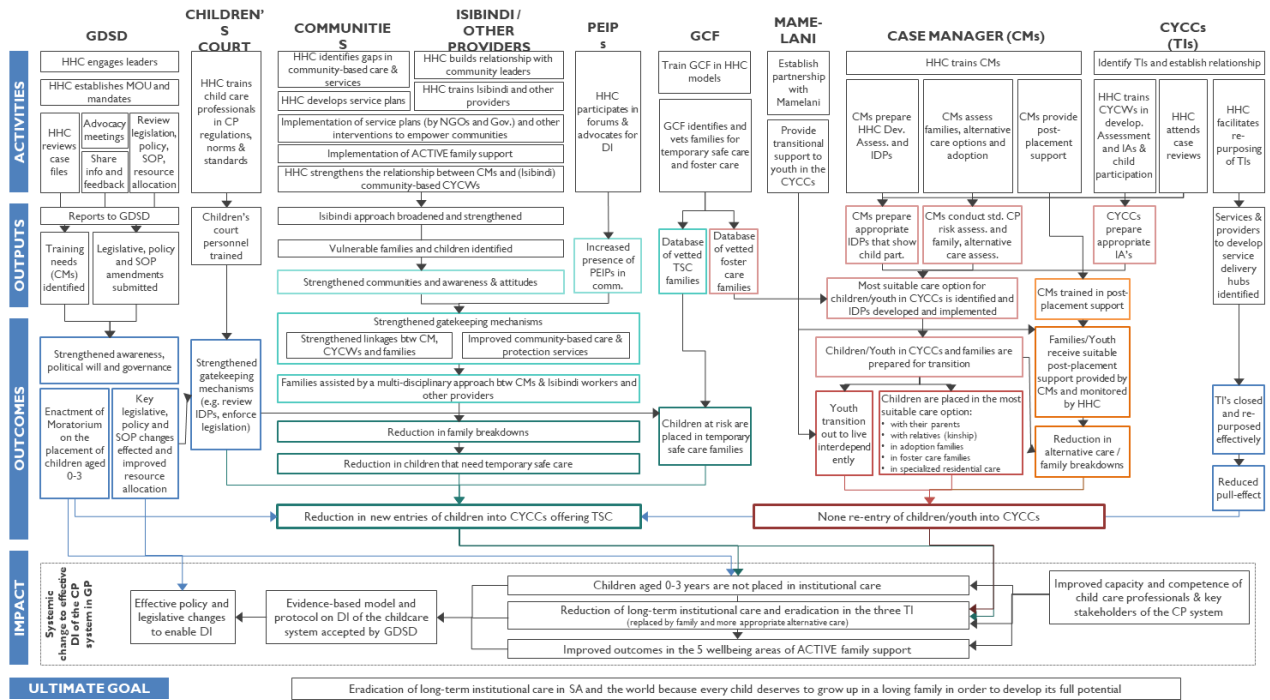 GDSD
CHILDREN'
S
COURT
COMMUNITIE
S
ISIBINDI /
OTHER
PROVIDERS
PEIP
s
GCF
MAME-
LANI
CASE MANAGER (CMs)
CYCCs
(TIs)
ACTIVITIES
HHC engages leaders
HHC establishes MOU and
mandates
HHC
reviews
case
files
Advocacy
meetings
Share
info and
feedback
Review
legislation,
policy,
SOP,
resource
allocation
HHC trains
child care
professionals
in CP
regulations,
norms &
standards
HHC identifies gaps in
community-based care &
services
HHC develops service plans
HHC builds relationship with
community leaders
HHC trains Isibindi and other
providers
Implementation of service plans (by NGOs and Gov.) and other
interventions to empower communities
Implementation of ACTIVE family support
HHC strengthens the relationship between CMs and (Isibindi)
community-based CYCWs
HHC
participates in
forums &
advocates for
DI
Train GCF in HHC
models
GCF identifies and
vets families for
temporary safe care
and foster care
Establish
partnership
with
Mamelani
Provide
transitional
support to
youth in the
CYCCs
HHC trains CMs
CMs prepare
HHC Dev.
Assess. and
IDPs
CMs assess
families, alternative
care options and
adoption
CMs provide
post-
placement
support
Identify TIs and establish relationship
HHC trains
CYCWs in
develop.
Assessment
and IAs &
child
participation
HHC
attends
case
reviews
HHC
facilitates
re-
purposing
of TIs
OUTPUTS
Reports to GDSD
Training
needs
(CMs)
identified
Legislative, policy
and SOP
amendments
submitted
Children's
court
personnel
trained
Isibindi approach broadened and strengthened
Vulnerable families and children identified
Strengthened communities and awareness & attitudes
Increased
presence of
PEIPs in
comm.
Database
of vetted
TSC
families
Database
of vetted
foster
care
families
CMs prepare
appropriate
IDPs that show
child part.
CMs conduct std. CP
risk assess. and
family, alternative
care assess.
CYCCs
prepare
appropriate
IA's
Services &
providers
to develop
service
delivery
hubs
identified
Most suitable care option for
children/youth in CYCCs is identified and
IDPs developed and implemented
CMs trained in post-
placement support
OUTCOMES
Strengthened awareness,
political will and governance
Enactment of
Moratorium
on the
placement of
children aged
0-3
Key
legislative,
policy and
SOP changes
effected and
improved
resource
allocation
Strengthened
gatekeeping
mechanisms
(e.g. review
IDPs, enforce
legislation)
Strengthened gatekeeping mechanisms
Strengthened linkages btw CM,
CYCWs and families
Improved community-based care &
protection services
Families assisted by a multi-disciplinary approach btw CMs & Isibindi workers and
other providers
Reduction in family breakdowns
Reduction in children that need temporary safe care
Children at risk are
placed in temporary
safe care families
Children/Youth in CYCCs and families are
prepared for transition
Youth
transition
out to live
interdep
endently
Children are placed in the most
suitable care option:
• with their parents
• with relatives (kinship)
• in adoption families
• in foster care families
• in specialized residential care
Families/Youth
receive suitable
post-placement
support provided by
CMs and monitored
by HHC
Reduction in
alternative care /
family breakdowns
TI's closed
and re-
purposed
effectively
Reduced
pull-effect
Reduction in new entries of children into CYCCs offering TSC
None re-entry of children/youth into CYCCs
IMPACT
Systemic
change to effective
DI of the CP
system in GP
Effective policy and
legislative changes
to enable DI
Evidence-based model and
protocol on DI of the childcare
system accepted by GDSD
Children aged 0-3 years are not placed in institutional care
Reduction of long-term institutional care and eradication in the three TI
(replaced by family and more appropriate alternative care)
Improved outcomes in the 5 wellbeing areas of ACTIVE family support
Improved capacity and competence of
child care professionals & key
stakeholders of the CP system
ULTIMATE GOAL
Eradication of long-term institutional care in SA and the world because every child deserves to grow up in a loving family in order to develop its full potential